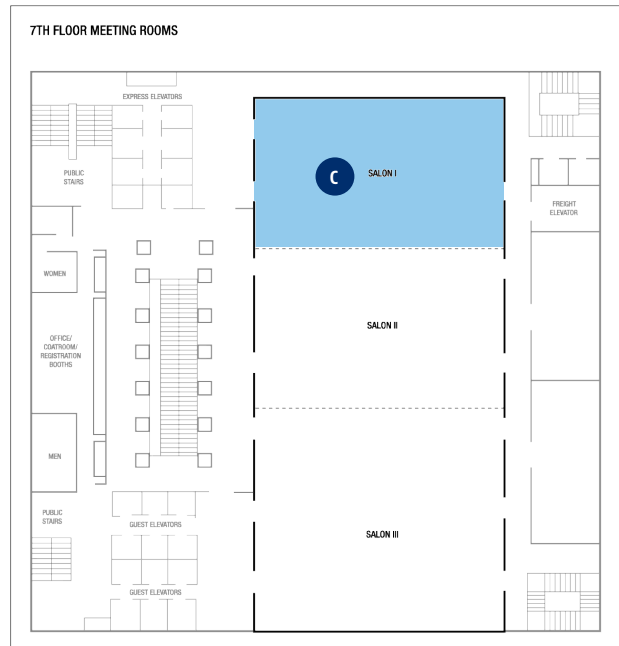 7TH FLOOR MEETING ROOMS
EXPRESS ELEVATORS
PUBLIC
STAIRS
C
SALON I
FREIGHT
ELEVATOR
WOMEN
SALON II
OFFICE/
COATROOM/
REGISTRATION
BOOTHS
MEN
PUBLIC
STAIRS
GUEST ELEVATORS
SALON III
GUEST ELEVATORS